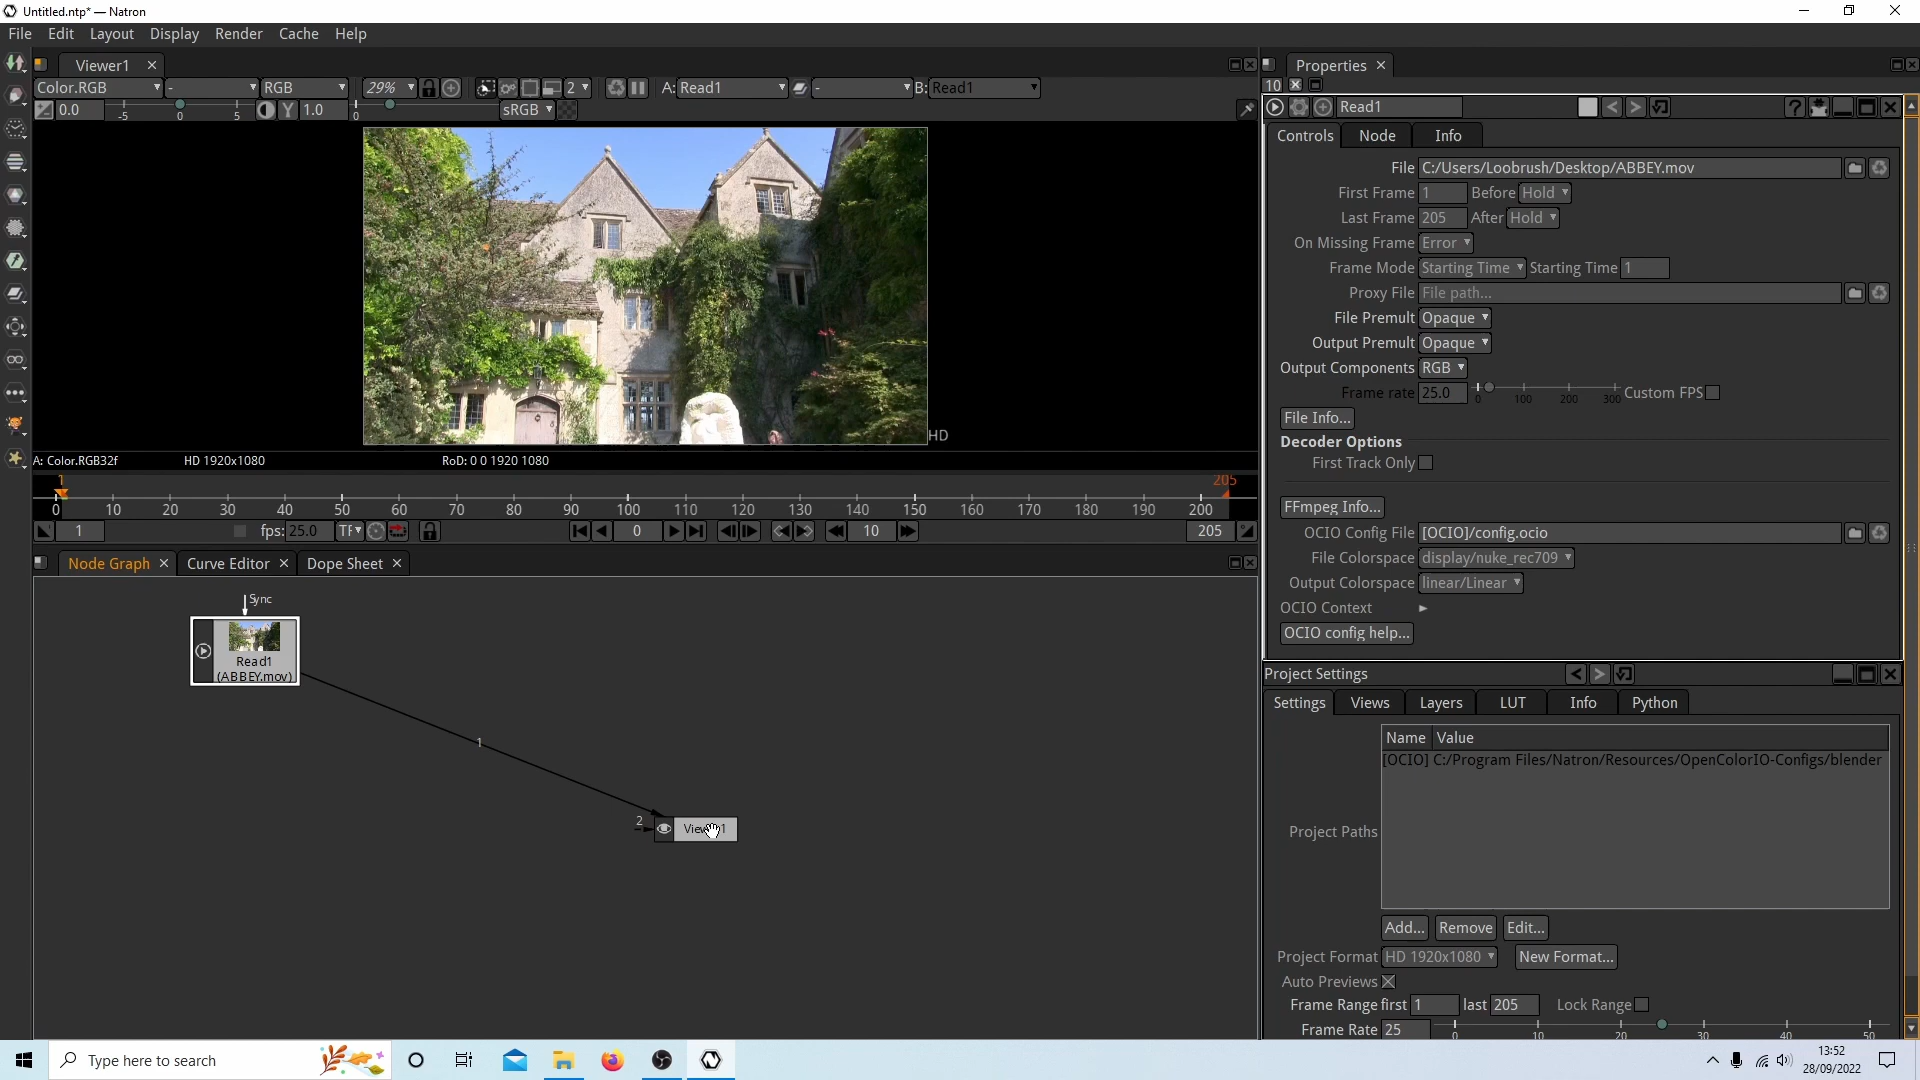 Untitled.ntp* — Natron
File Edit Layout Display Render Cache Help
Viewer1
Color.RGB - RGB 29% 2 A: Read1 - B: Read1
0.0 -5 0 5 1.0 0 sRGB
HD
A: Color.RGB32f HD 1920x1080 RoD: 0 0 1920 1080
1 205
0 10 20 30 40 50 60 70 80 90 100 110 120 130 140 150 160 170 180 190 200
1 fps: 25.0 TF 0 10 205
Node Graph Curve Editor Dope Sheet
Sync
Read1
(ABBEY.mov)
1
2
Properties
10
Read1
Controls Node Info
File C:/Users/Loobrush/Desktop/ABBEY.mov
First Frame 1 Before Hold
Last Frame 205 After Hold
On Missing Frame Error
Frame Mode Starting Time Starting Time 1
Proxy File File path...
File Premult Opaque
Output Premult Opaque
Output Components RGB
Frame rate 25.0 0 100 200 300 Custom FPS
File Info...
Decoder Options
First Track Only
FFmpeg Info...
OCIO Config File [OCIO]/config.ocio
File Colorspace display/nuke_rec709
Output Colorspace linear/Linear
OCIO Context
OCIO config help...
Project Settings
Settings Views Layers LUT Info Python
Name Value
[OCIO] C:/Program Files/Natron/Resources/OpenColorIO-Configs/blender
Project Paths
Add... Remove Edit...
Project Format HD 1920x1080 New Format...
Auto Previews
Frame Range first 1 last 205 Lock Range
Frame Rate 25 0 10 20 30 40 50
Type here to search
13:52
28/09/2022